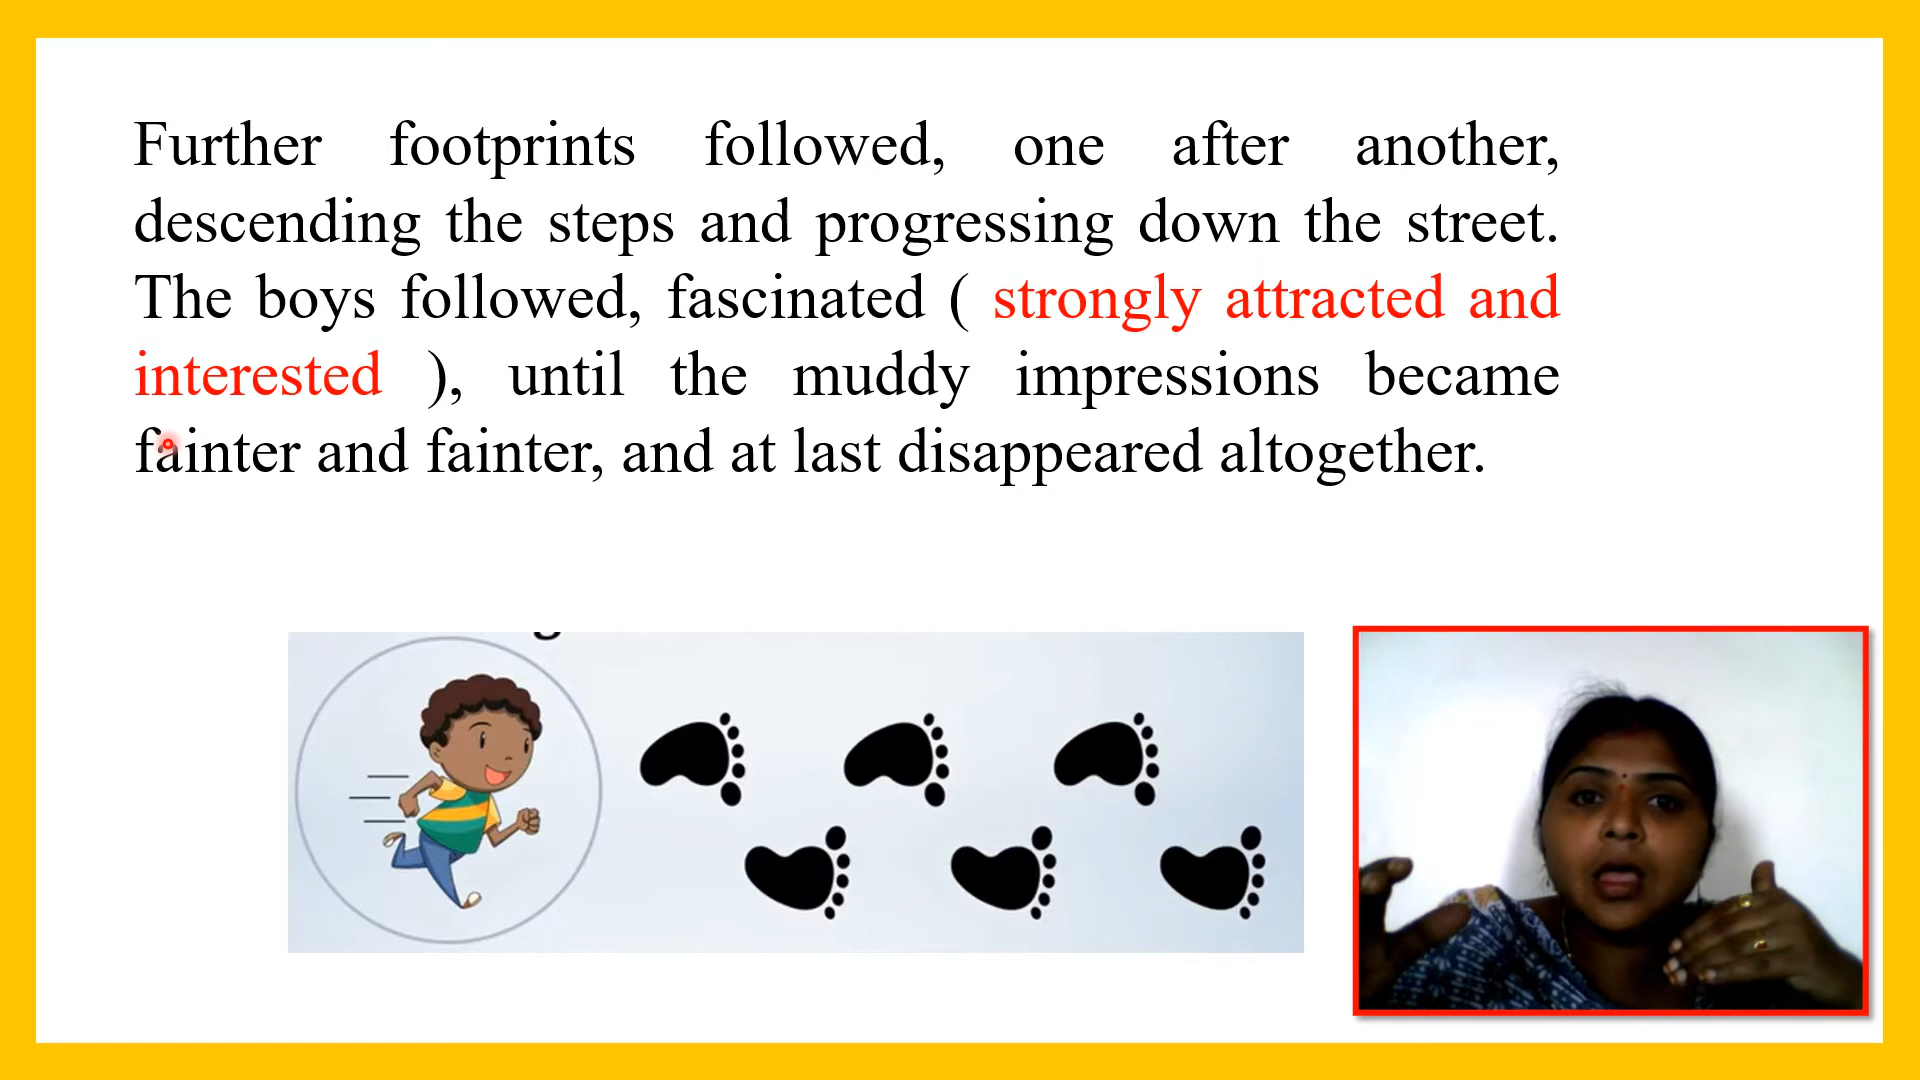 Further footprints followed, one after another,
descending the steps and progressing down the street.
The boys followed, fascinated ( strongly attracted and
interested ), until the muddy impressions became
fainter and fainter, and at last disappeared altogether.